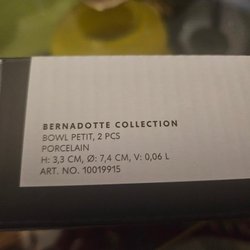 BERNADOTTE COLLECTION
BOWL PETIT, 2 PCS
PORCELAIN
H: 3,3 CM, Ø: 7,4 CM, V: 0,06 L
ART. NO. 10019915